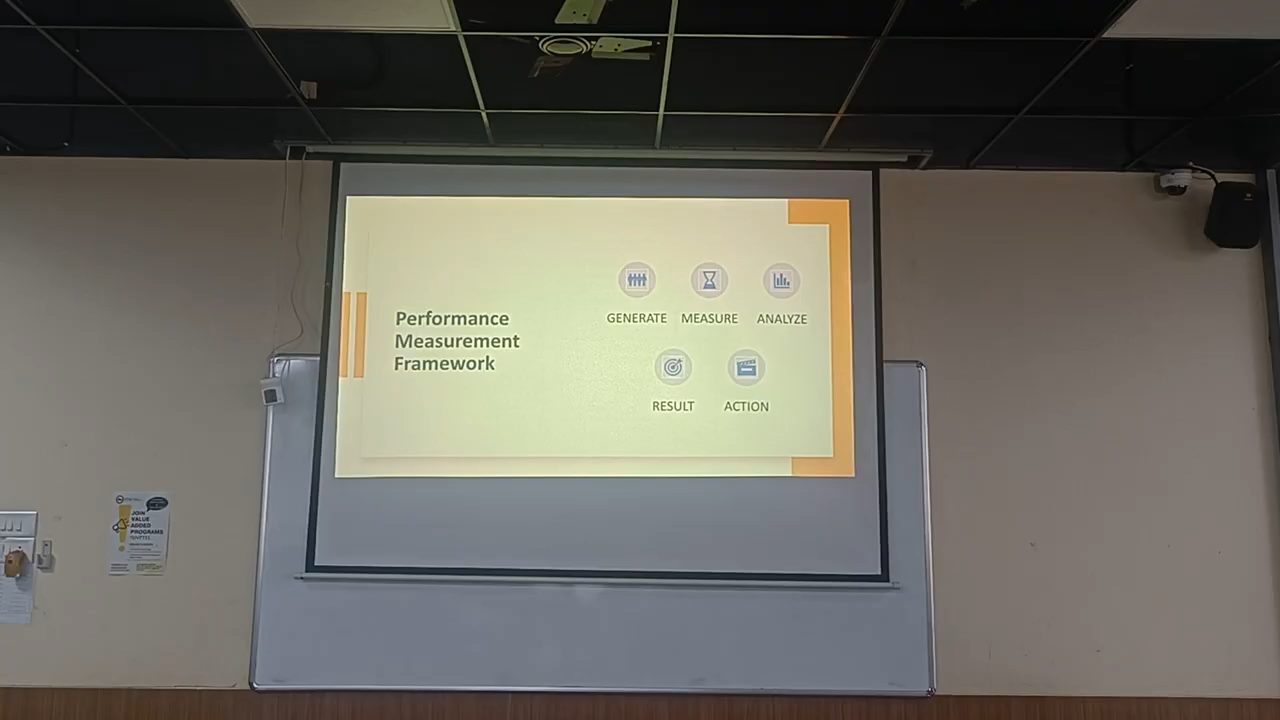 Performance
Measurement
Framework
GENERATE MEASURE ANALYZE
RESULT ACTION
JOIN
VALUE
ADDED
PROGRAMS